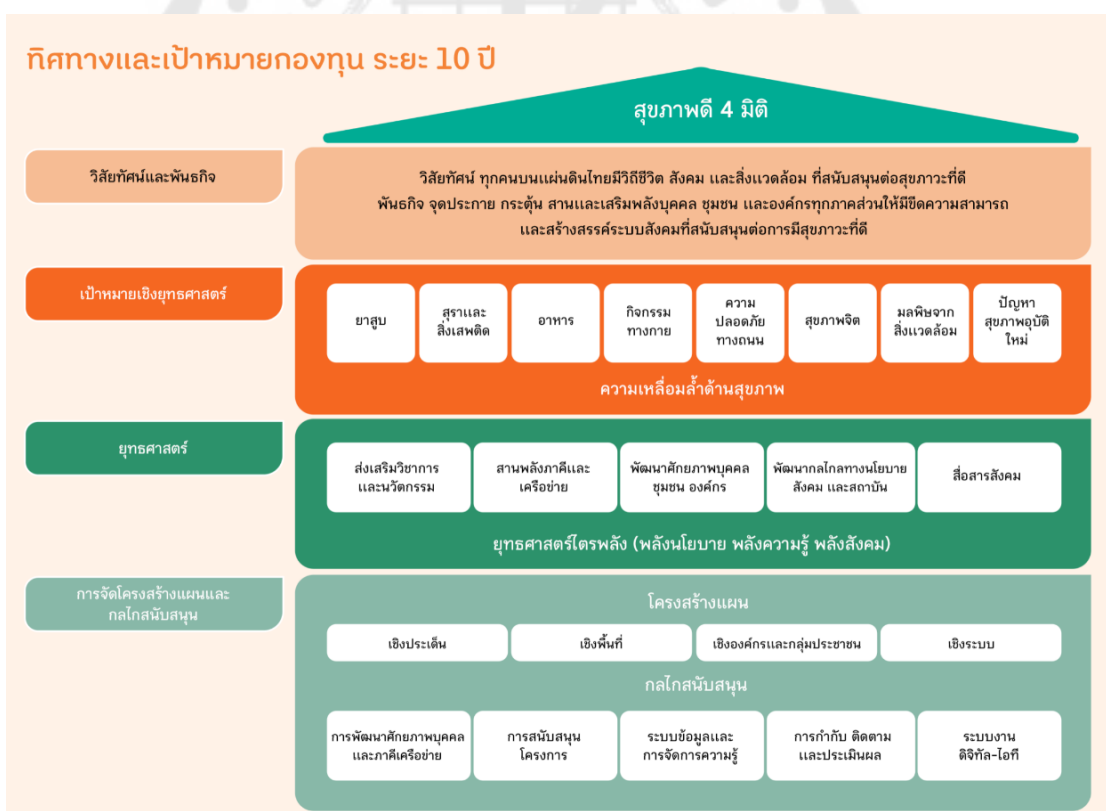 ทิศทางและเป้าหมายกองทุน ระยะ 10 ปี
สุขภาพดี 4 มิติ
วิสัยทัศน์และพันธกิจ
วิสัยทัศน์ ทุกคนบนแผ่นดินไทยมีวิถีชีวิต สังคม และสิ่งแวดล้อม ที่สนับสนุนต่อสุขภาวะที่ดี
พันธกิจ จุดประกาย กระตุ้น สานและเสริมพลังบุคคล ชุมชน และองค์กรทุกภาคส่วนให้มีขีดความสามารถ
และสร้างสรรค์ระบบสังคมที่สนับสนุนต่อการมีสุขภาวะที่ดี
เป้าหมายเชิงยุทธศาสตร์
ยาสูบ
สุราและ
สิ่งเสพติด
อาหาร
กิจกรรม
ทางกาย
ความ
ปลอดภัย
ทางถนน
สุขภาพจิต
มลพิษจาก
สิ่งแวดล้อม
ปัญหา
สุขภาพอุบัติ
ใหม่
ความเหลื่อมล้ำด้านสุขภาพ
ยุทธศาสตร์
ส่งเสริมวิชาการ
และนวัตกรรม
สานพลังภาคีและ
เครือข่าย
พัฒนาศักยภาพบุคคล
ชุมชน องค์กร
พัฒนากลไกลทางนโยบาย
สังคม และสถาบัน
สื่อสารสังคม
ยุทธศาสตร์ไตรพลัง (พลังนโยบาย พลังความรู้ พลังสังคม)
การจัดโครงสร้างแผนและ
กลไกสนับสนุน
โครงสร้างแผน
เชิงประเด็น
เชิงพื้นที่
เชิงองค์กรและกลุ่มประชาชน
เชิงระบบ
กลไกสนับสนุน
การพัฒนาศักยภาพบุคคล
และภาคีเครือข่าย
การสนับสนุน
โครงการ
ระบบข้อมูลและ
การจัดการความรู้
การกำกับ ติดตาม
และประเมินผล
ระบบงาน
ดิจิทัล-ไอที